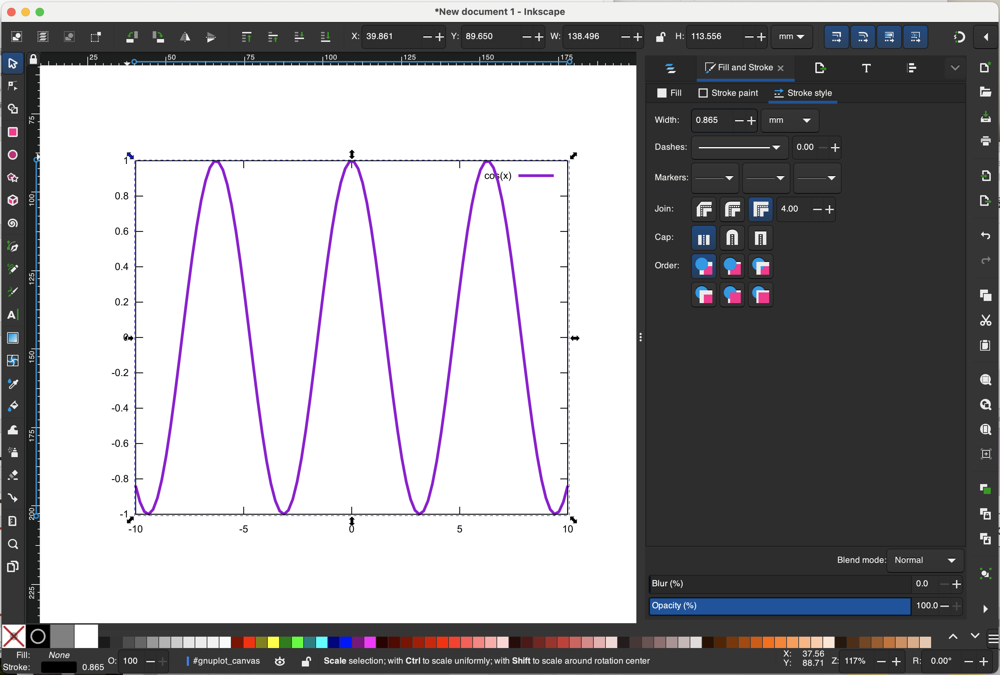 *New document 1 - Inkscape
X: 39.861 Y: 89.650 W: 138.496 H: 113.556 mm
25 50 75 100 125 150 175
Fill and Stroke
Fill Stroke paint Stroke style
Width: 0.865 mm
Dashes: 0.00
Markers:
Join: 4.00
Cap:
Order:
75
100
125
150
175
200
225
cos(x)
1
0.8
0.6
0.4
0.2
0
-0.2
-0.4
-0.6
-0.8
-1
-10 -5 0 5 10
Blend mode: Normal
Blur (%) 0.0
Opacity (%) 100.0
Fill: None
Stroke: 0.865
O: 100
#gnuplot_canvas
Scale selection; with Ctrl to scale uniformly; with Shift to scale around rotation center
X: 37.56
Y: 88.71
Z: 117%
R: 0.00°